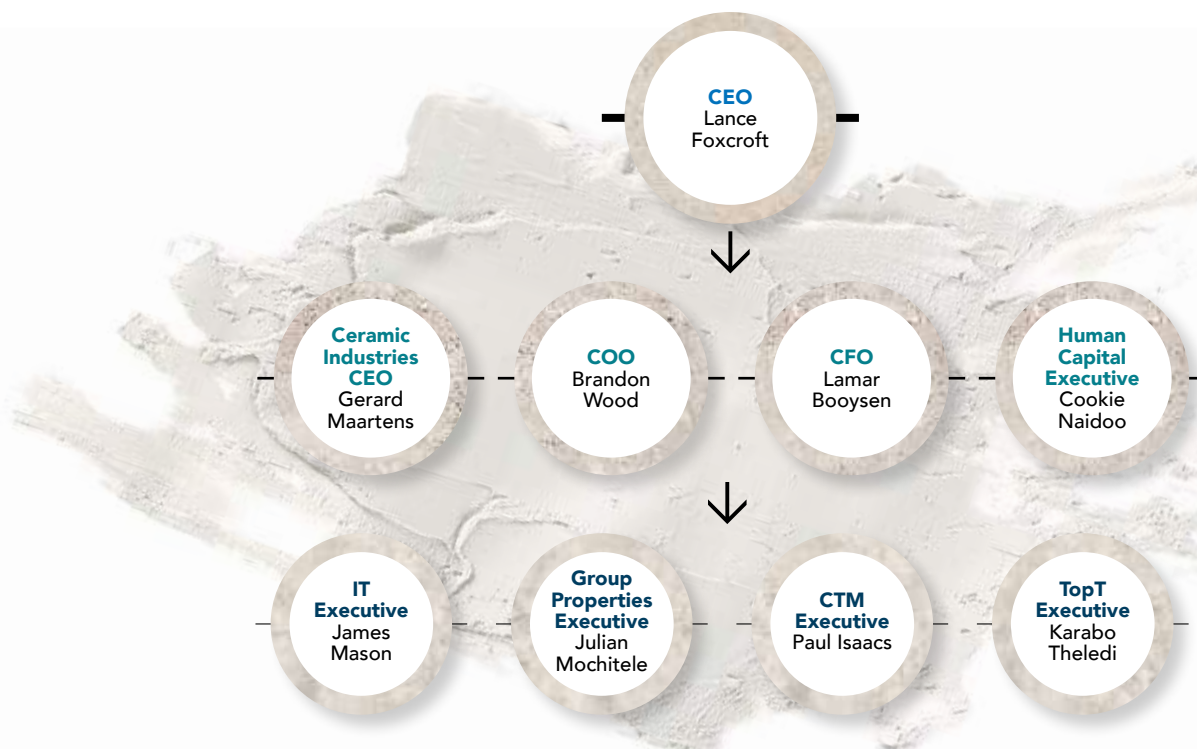 CEO
Lance
Foxcroft
Ceramic
Industries
CEO
Gerard
Maartens
COO
Brandon
Wood
CFO
Lamar
Booysen
Human
Capital
Executive
Cookie
Naidoo
IT
Executive
James
Mason
Group
Properties
Executive
Julian
Mochitele
CTM
Executive
Paul Isaacs
TopT
Executive
Karabo
Theledi